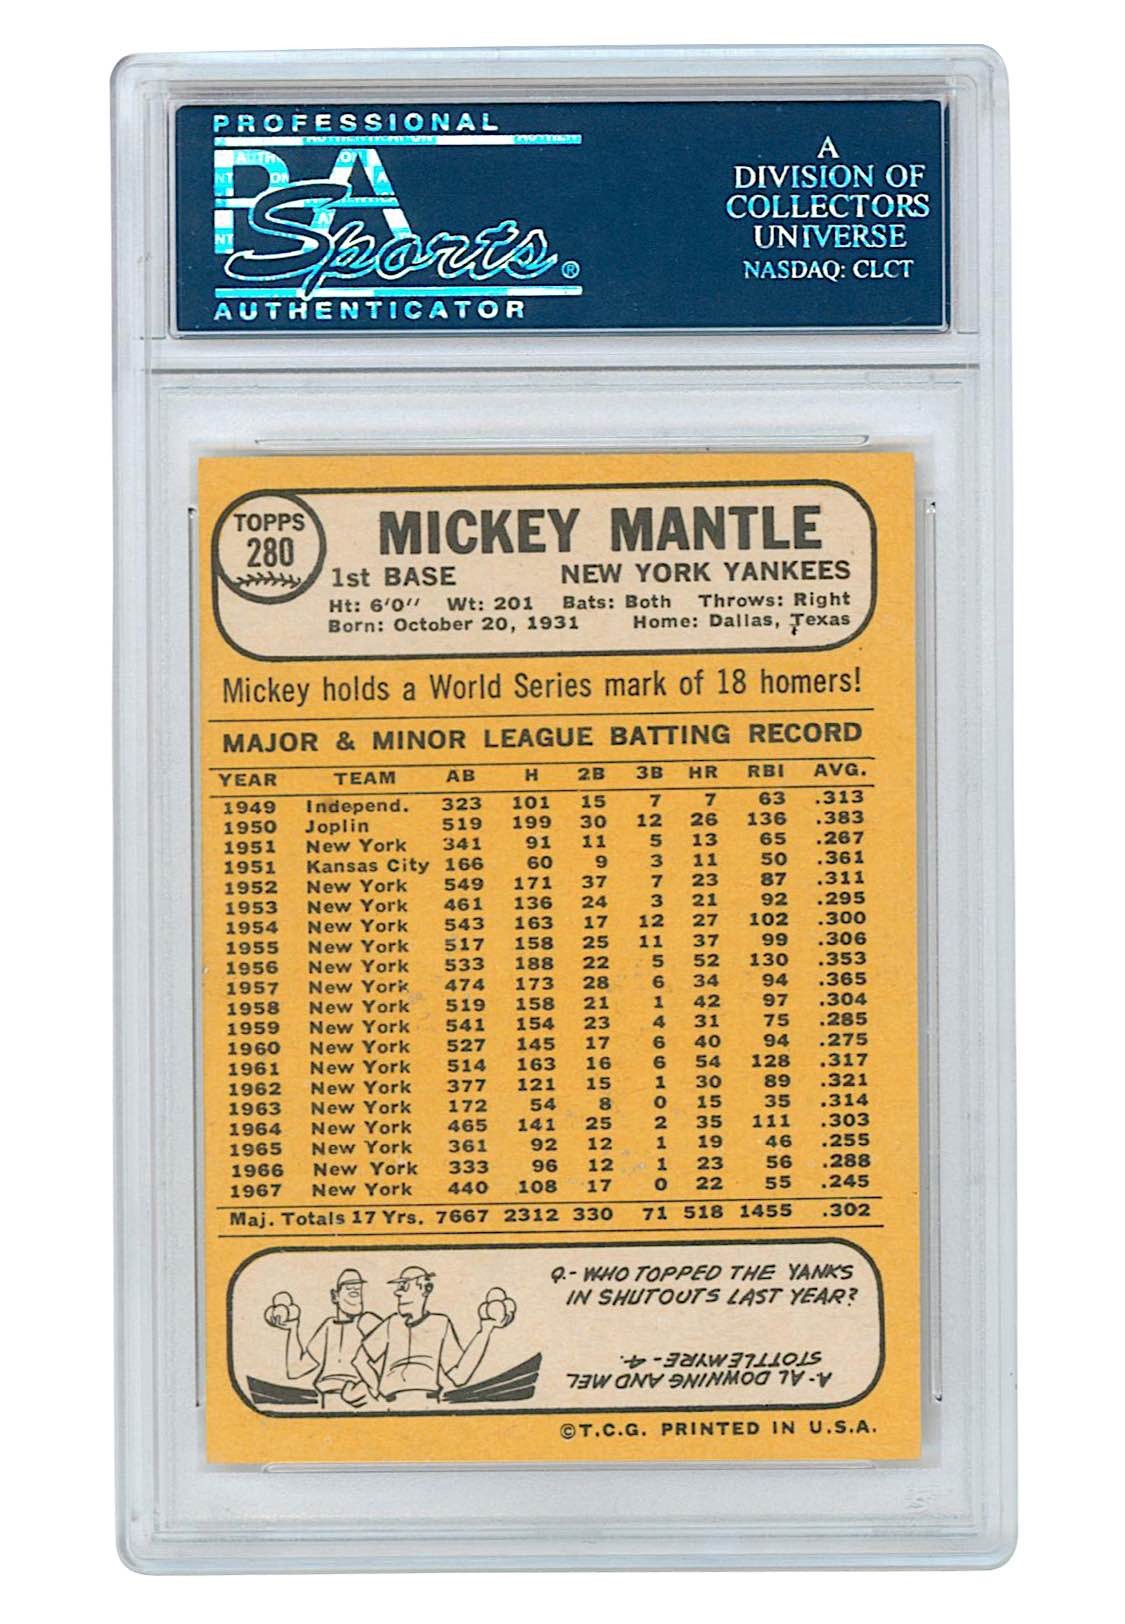 PROFESSIONAL
PSA
Sports®
AUTHENTICATOR
A
DIVISION OF
COLLECTORS
UNIVERSE
NASDAQ: CLCT
TOPPS
280
MICKEY MANTLE
1st BASE NEW YORK YANKEES
Ht: 6'0'' Wt: 201 Bats: Both Throws: Right
Born: October 20, 1931 Home: Dallas, Texas
Mickey holds a World Series mark of 18 homers!
MAJOR & MINOR LEAGUE BATTING RECORD
YEAR TEAM AB H 2B 3B HR RBI AVG.
1949 Independ. 323 101 15 7 7 63 .313
1950 Joplin 519 199 30 12 26 136 .383
1951 New York 341 91 11 5 13 65 .267
1951 Kansas City 166 60 9 3 11 50 .361
1952 New York 549 171 37 7 23 87 .311
1953 New York 461 136 24 3 21 92 .295
1954 New York 543 163 17 12 27 102 .300
1955 New York 517 158 25 11 37 99 .306
1956 New York 533 188 22 5 52 130 .353
1957 New York 474 173 28 6 34 94 .365
1958 New York 519 158 21 1 42 97 .304
1959 New York 541 154 23 4 31 75 .285
1960 New York 527 145 17 6 40 94 .275
1961 New York 514 163 16 6 54 128 .317
1962 New York 377 121 15 1 30 89 .321
1963 New York 172 54 8 0 15 35 .314
1964 New York 465 141 25 2 35 111 .303
1965 New York 361 92 12 1 19 46 .255
1966 New York 333 96 12 1 23 56 .288
1967 New York 440 108 17 0 22 55 .245
Maj. Totals 17 Yrs. 7667 2312 330 71 518 1455 .302
Q.- WHO TOPPED THE YANKS
IN SHUTOUTS LAST YEAR?
A- AL DOWNING AND MEL
STOTTLEMYRE - 4.
©T.C.G. PRINTED IN U.S.A.